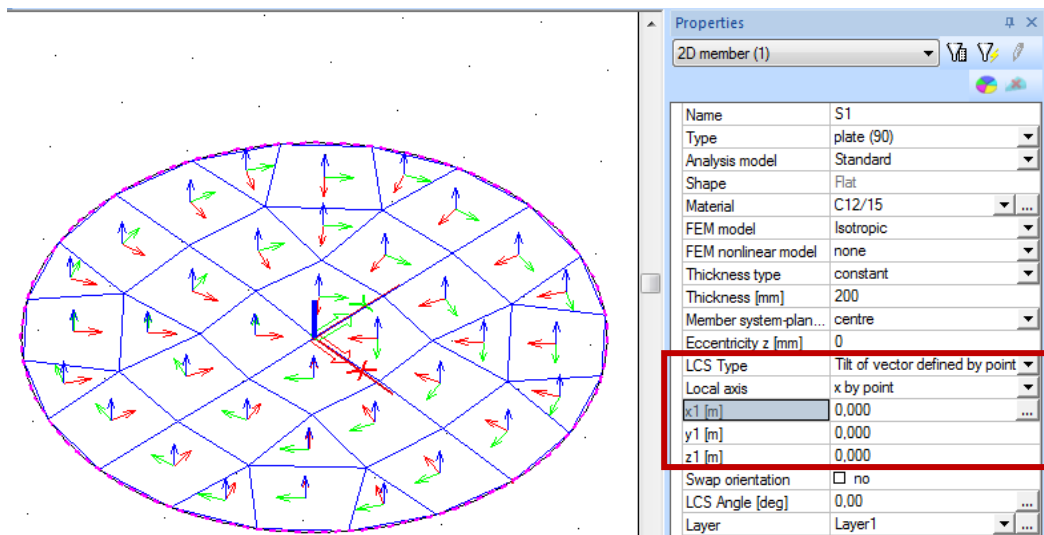 Properties
2D member (1)
Name S1
Type plate (90)
Analysis model Standard
Shape Flat
Material C12/15 ...
FEM model Isotropic
FEM nonlinear model none
Thickness type constant
Thickness [mm] 200
Member system-plan... centre
Eccentricity z [mm] 0
LCS Type Tilt of vector defined by point
Local axis x by point
x1 [m] 0,000 ...
y1 [m] 0,000
z1 [m] 0,000
Swap orientation no
LCS Angle [deg] 0,00 ...
Layer Layer1 ...